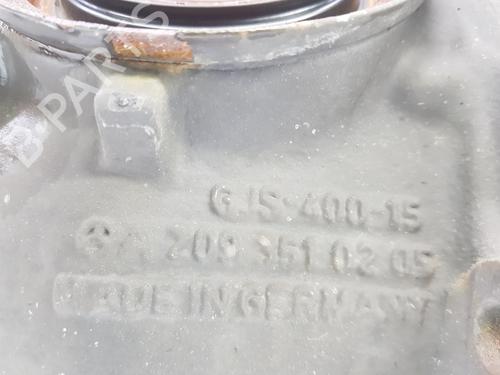 B-PARTS
GJS-400-15
A 209 351 02 05
MADE IN GERMANY